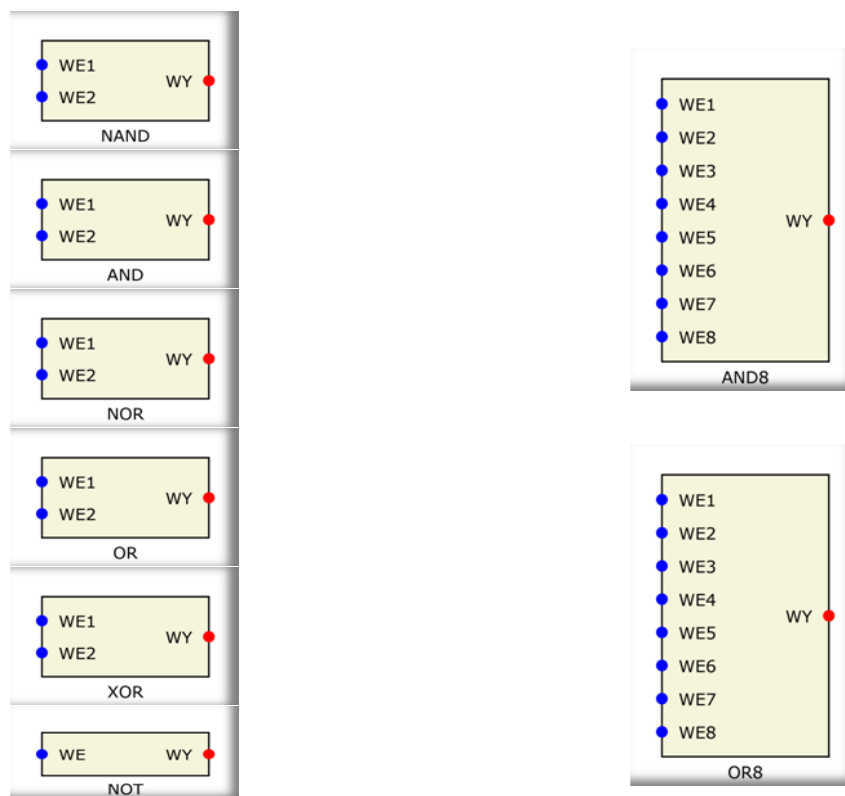 WE1
WY
WE2
NAND
WE1
WY
WE2
AND
WE1
WY
WE2
NOR
WE1
WY
WE2
OR
WE1
WY
WE2
XOR
WE WY
NOT
WE1
WE2
WE3
WE4
WY
WE5
WE6
WE7
WE8
AND8
WE1
WE2
WE3
WE4
WY
WE5
WE6
WE7
WE8
OR8